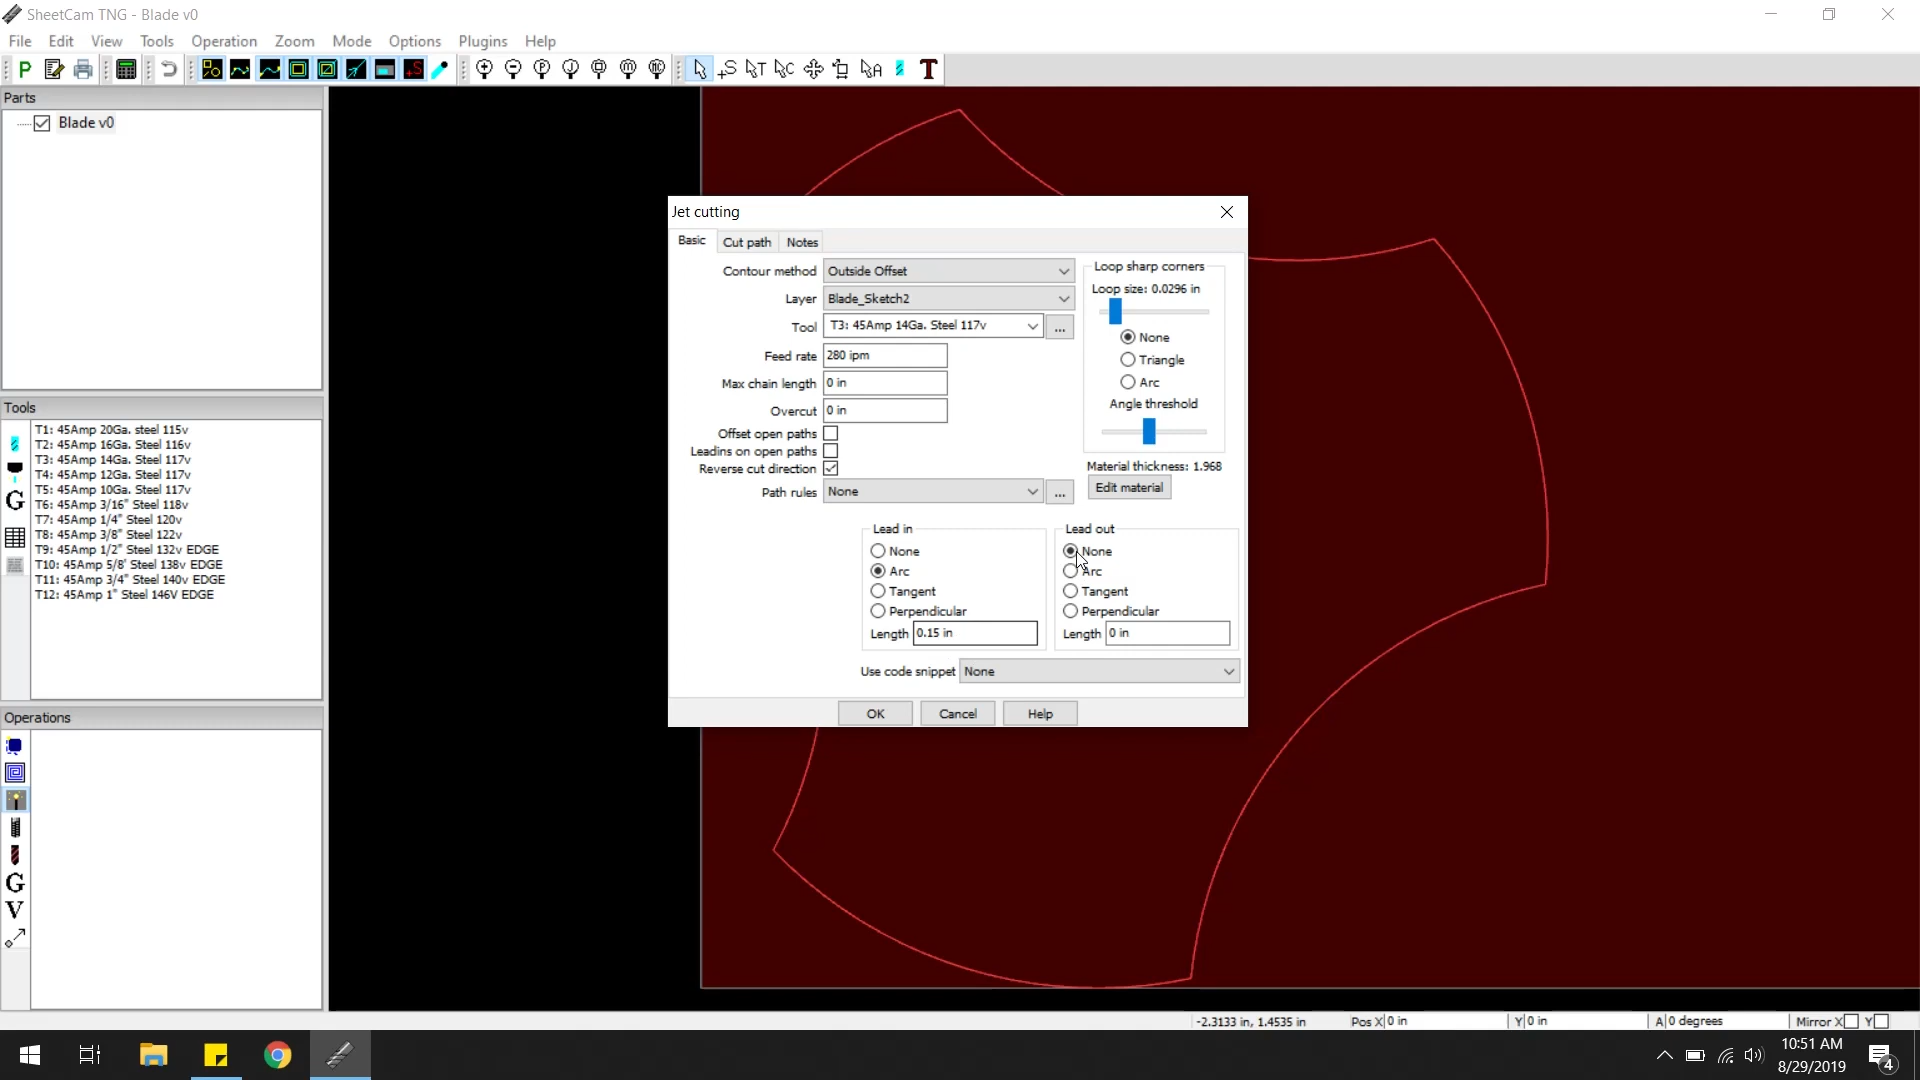 SheetCam TNG - Blade v0
File Edit View Tools Operation Zoom Mode Options Plugins Help
Parts
Blade v0
Tools
T1: 45Amp 20Ga. steel 115v
T2: 45Amp 16Ga. Steel 116v
T3: 45Amp 14Ga. Steel 117v
T4: 45Amp 12Ga. Steel 117v
T5: 45Amp 10Ga. Steel 117v
T6: 45Amp 3/16" Steel 118v
T7: 45Amp 1/4" Steel 120v
T8: 45Amp 3/8" Steel 122v
T9: 45Amp 1/2" Steel 132v EDGE
T10: 45Amp 5/8' Steel 138v EDGE
T11: 45Amp 3/4" Steel 140v EDGE
T12: 45Amp 1" Steel 146V EDGE
Operations
Jet cutting
Basic Cut path Notes
Contour method Outside Offset
Layer Blade_Sketch2
Tool T3: 45Amp 14Ga. Steel 117v ...
Feed rate 280 ipm
Max chain length 0 in
Overcut 0 in
Offset open paths
Leadins on open paths
Reverse cut direction
Path rules None ...
Loop sharp corners
Loop size: 0.0296 in
None
Triangle
Arc
Angle threshold
Material thickness: 1.968
Edit material
Lead in
None
Arc
Tangent
Perpendicular
Length 0.15 in
Lead out
None
Arc
Tangent
Perpendicular
Length 0 in
Use code snippet None
OK Cancel Help
-2.3133 in, 1.4535 in Pos X 0 in Y 0 in A 0 degrees Mirror X Y
10:51 AM
8/29/2019
4